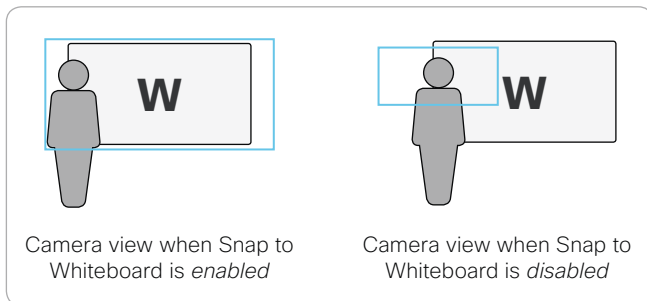 W
W
Camera view when Snap to
Whiteboard is enabled
Camera view when Snap to
Whiteboard is disabled